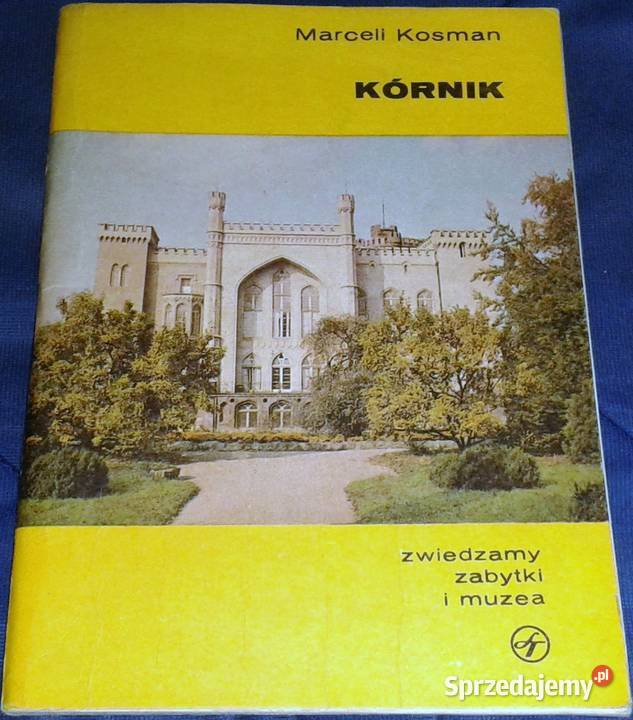 Marceli Kosman
KÓRNIK
zwiedzamy
zabytki
i muzea
Sprzedajemy.pl